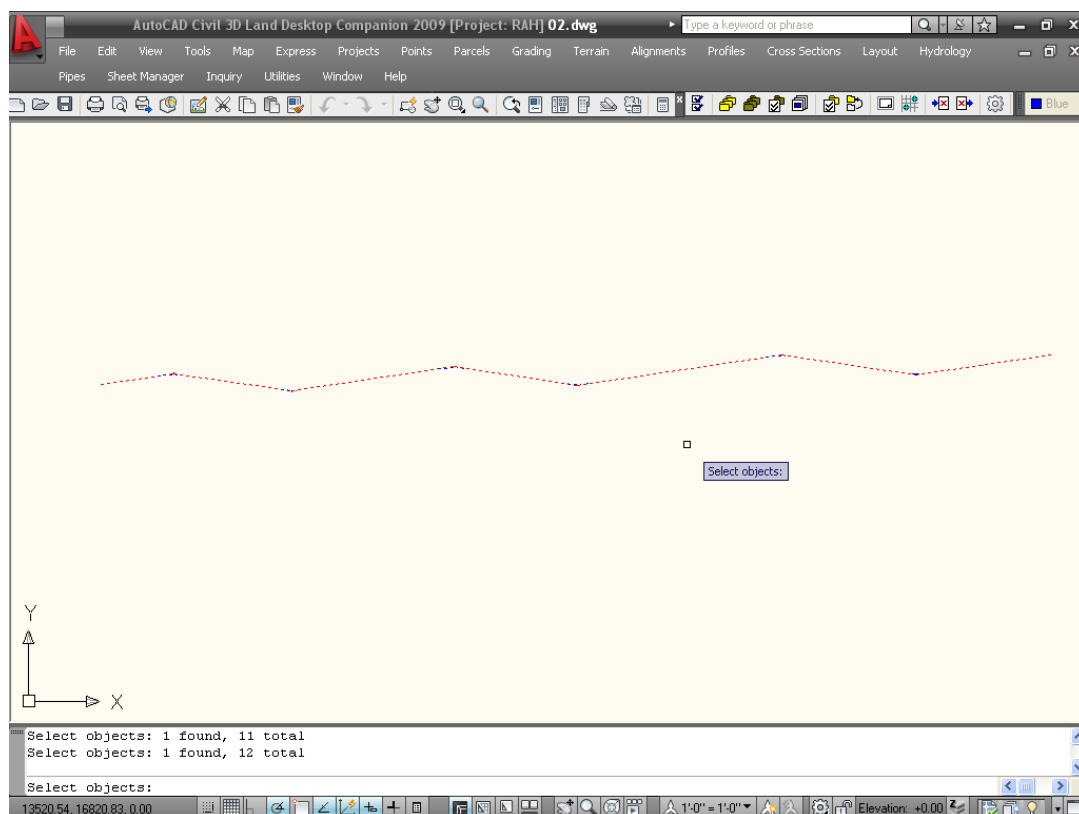 AutoCAD Civil 3D Land Desktop Companion 2009 [Project: RAH] 02.dwg Type a keyword or phrase
File Edit View Tools Map Express Projects Points Parcels Grading Terrain Alignments Profiles Cross Sections Layout Hydrology
Pipes Sheet Manager Inquiry Utilities Window Help
Blue
Select objects:
Y
X
Select objects: 1 found, 11 total
Select objects: 1 found, 12 total
Select objects:
13520.54, 16820.83, 0.00 1'-0" = 1'-0" Elevation: +0.00